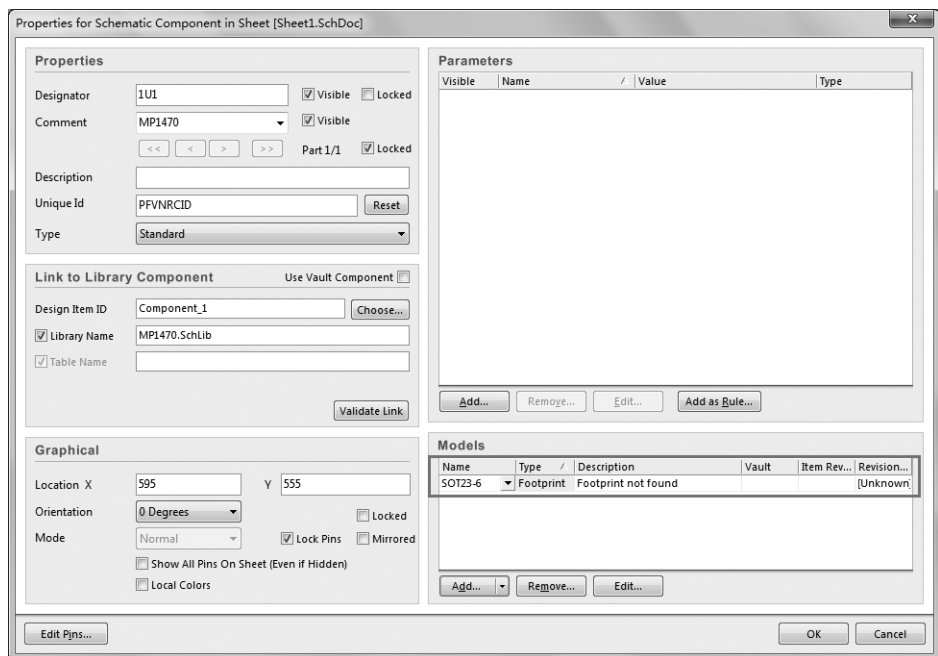 Properties for Schematic Component in Sheet [Sheet1.SchDoc]
Properties
Designator 1U1 Visible Locked
Comment MP1470 Visible
<< < > >> Part 1/1 Locked
Description
Unique Id PFVNRCID Reset
Type Standard
Link to Library Component Use Vault Component
Design Item ID Component_1 Choose...
Library Name MP1470.SchLib
Table Name
Validate Link
Graphical
Location X 595 Y 555
Orientation 0 Degrees Locked
Mode Normal Lock Pins Mirrored
Show All Pins On Sheet (Even if Hidden)
Local Colors
Parameters
Visible Name Value Type
Add... Remove... Edit... Add as Rule...
Models
Name Type Description Vault Item Rev... Revision...
SOT23-6 Footprint Footprint not found [Unknown]
Add... Remove... Edit...
Edit Pins... OK Cancel